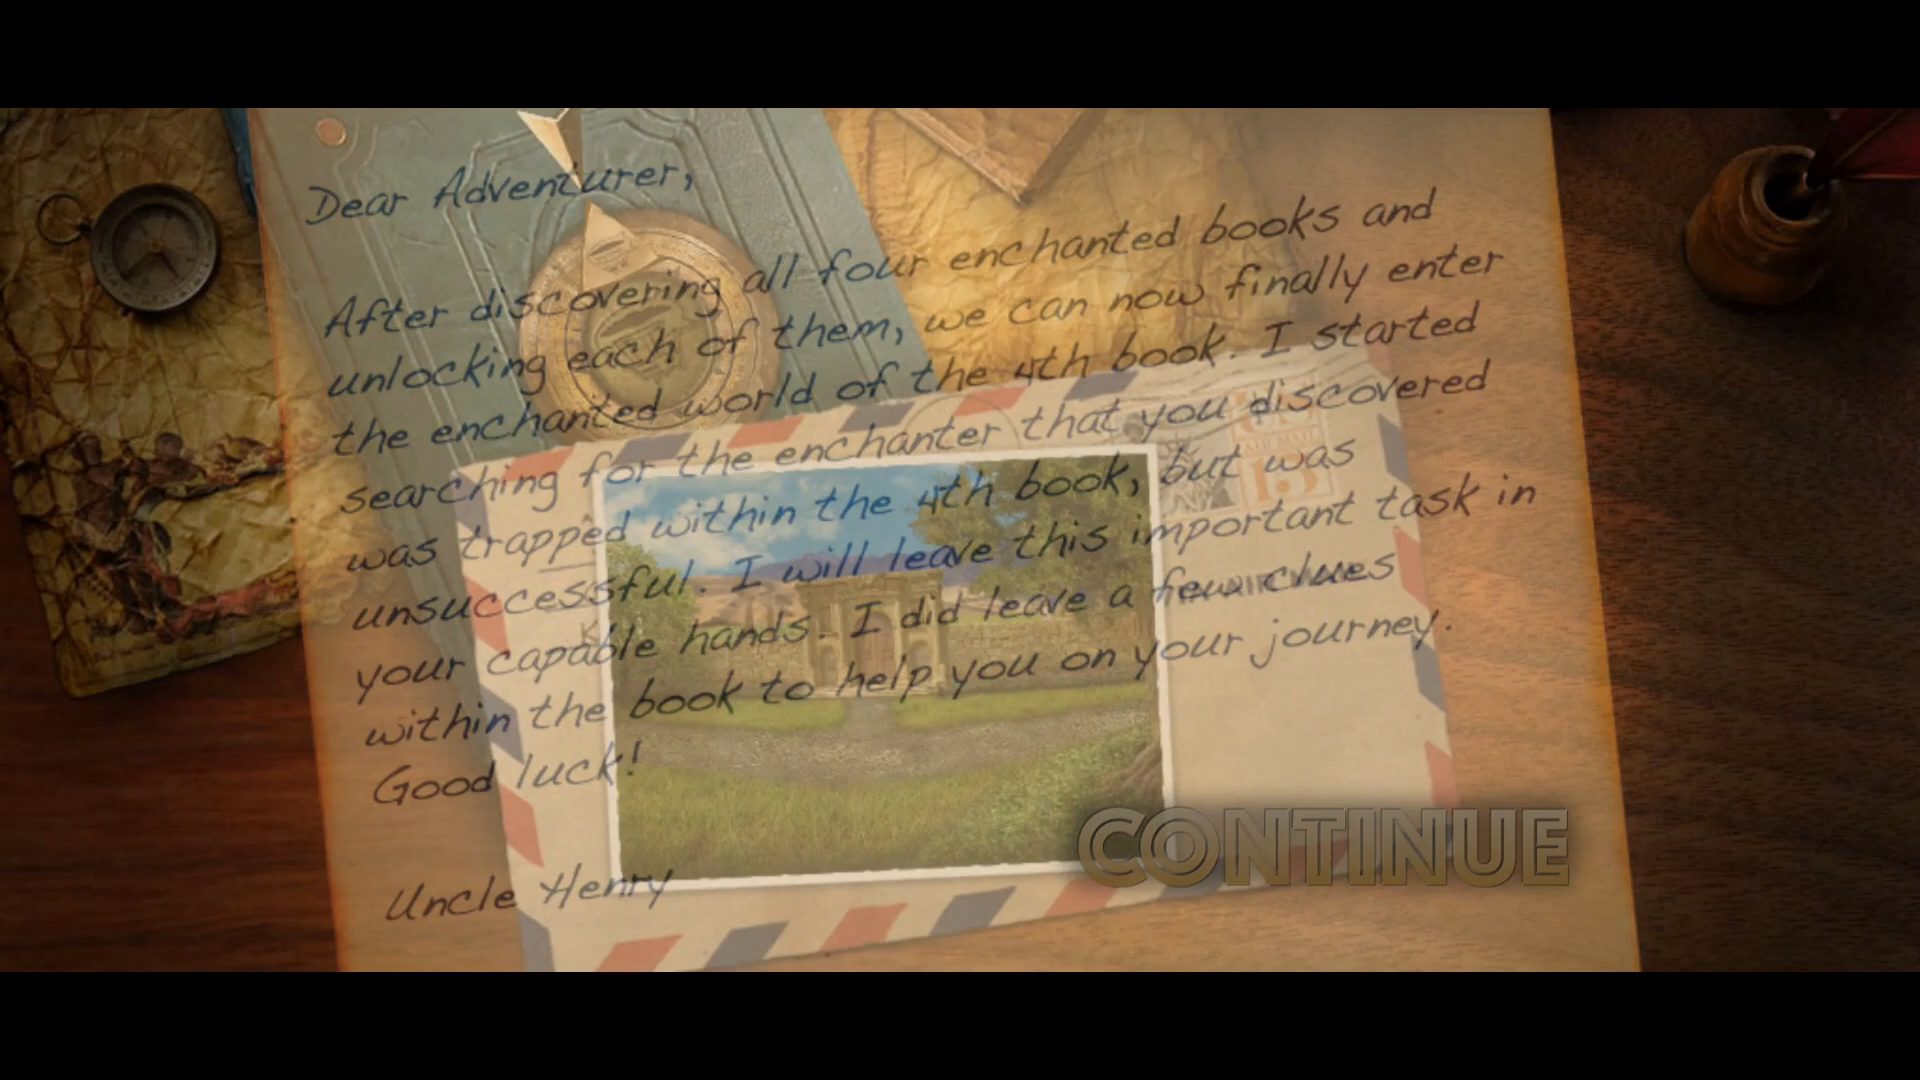 Dear Adventurer,
After discovering all four enchanted books and
unlocking each of them, we can now finally enter
the enchanted world of the 4th book. I started
searching for the enchanter that you discovered
was trapped within the 4th book, but was
unsuccessful. I will leave this important task in
your capable hands. I did leave a few clues
within the book to help you on your journey.
Good luck!
Uncle Henry
CONTINUE